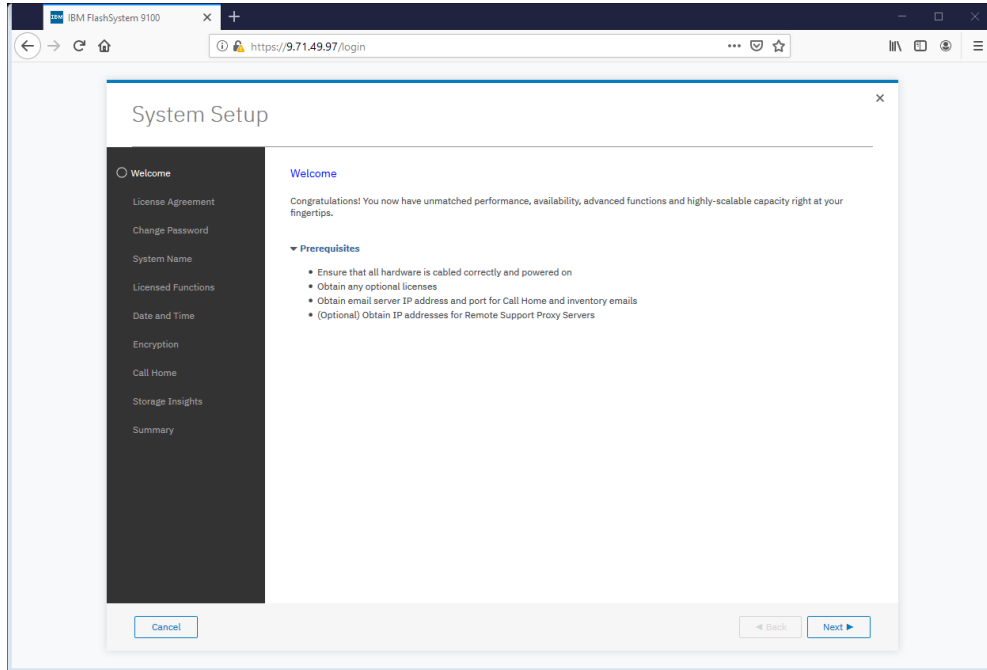 IBM IBM FlashSystem 9100
https://9.71.49.97/login
System Setup
Welcome
License Agreement
Change Password
System Name
Licensed Functions
Date and Time
Encryption
Call Home
Storage Insights
Summary
Welcome
Congratulations! You now have unmatched performance, availability, advanced functions and highly-scalable capacity right at your
fingertips.
Prerequisites
Ensure that all hardware is cabled correctly and powered on
Obtain any optional licenses
Obtain email server IP address and port for Call Home and inventory emails
(Optional) Obtain IP addresses for Remote Support Proxy Servers
Cancel
Back
Next